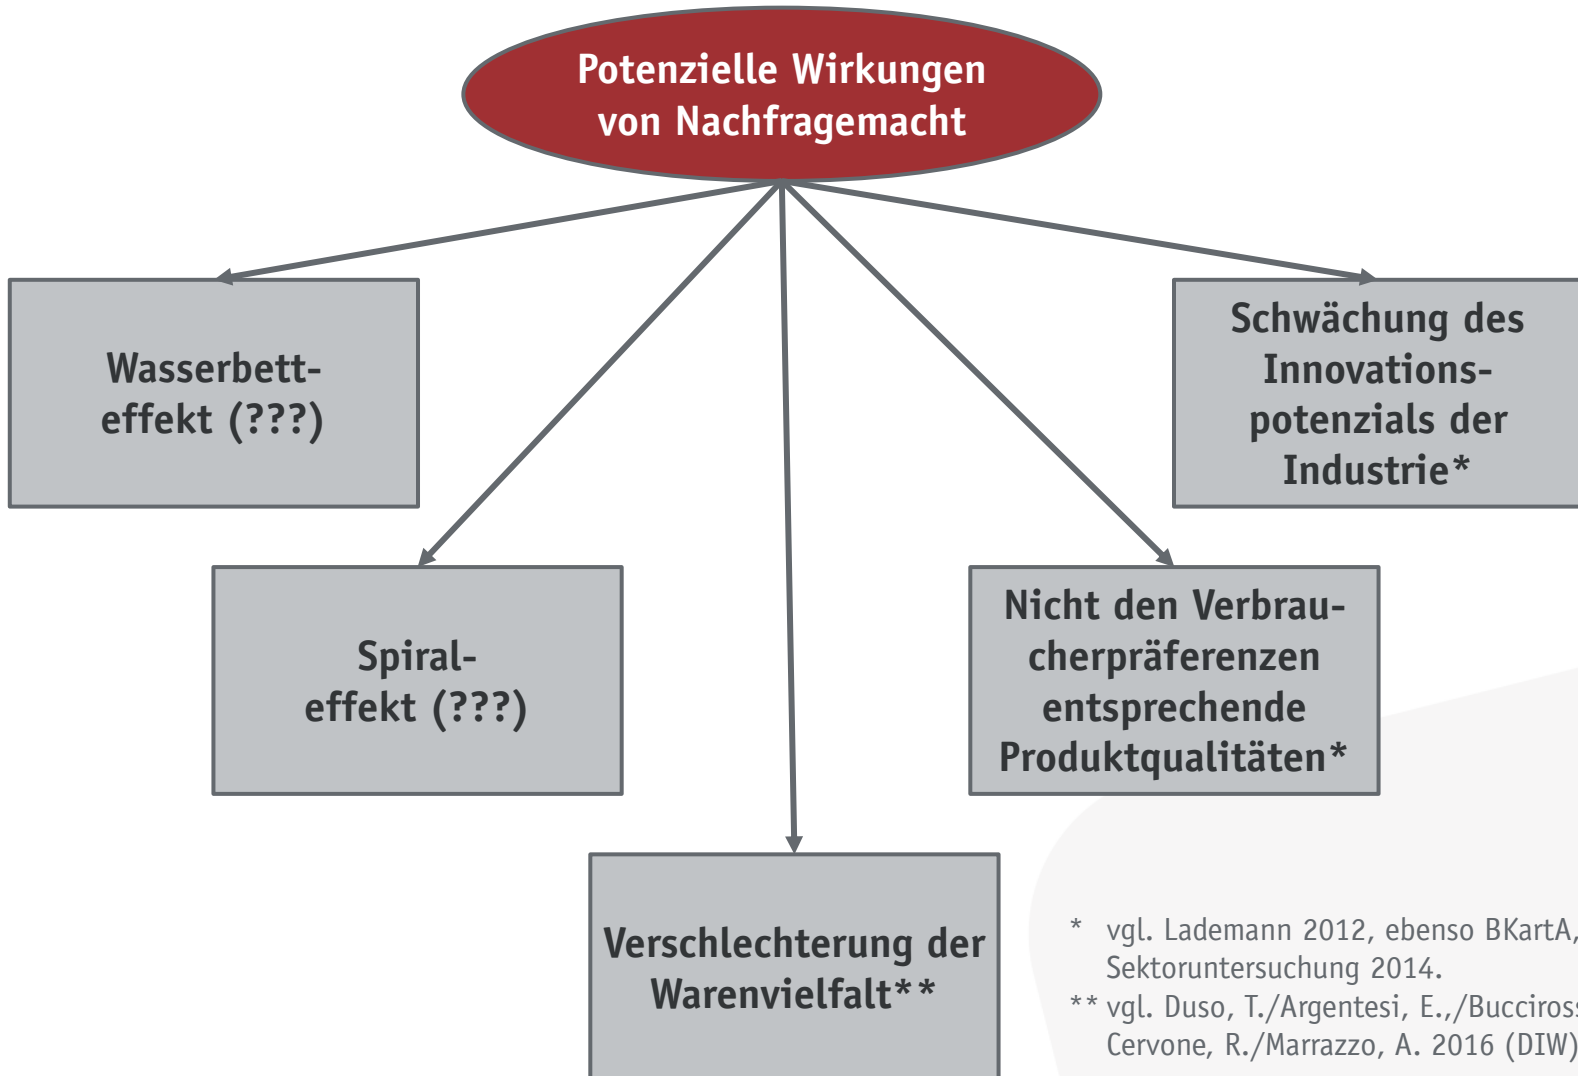 Potenzielle Wirkungen
von Nachfragemacht
Wasserbett-
effekt (???)
Schwächung des
Innovations-
potenzials der
Industrie*
Spiral-
effekt (???)
Nicht den Verbrau-
cherpräferenzen
entsprechende
Produktqualitäten*
Verschlechterung der
Warenvielfalt**
* vgl. Lademann 2012, ebenso BKartA,
Sektoruntersuchung 2014.
** vgl. Duso, T./Argentesi, E.,/Bucciross
Cervone, R./Marrazzo, A. 2016 (DIW)